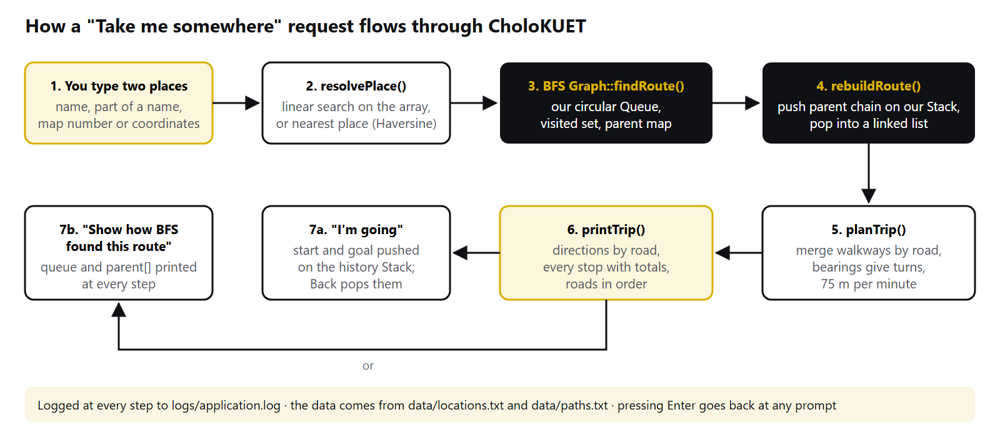 How a "Take me somewhere" request flows through CholoKUET
1. You type two places
name, part of a name,
map number or coordinates
2. resolvePlace()
linear search on the array,
or nearest place (Haversine)
3. BFS Graph::findRoute()
our circular Queue,
visited set, parent map
4. rebuildRoute()
push parent chain on our Stack,
pop into a linked list
5. planTrip()
merge walkways by road,
bearings give turns,
75 m per minute
6. printTrip()
directions by road,
every stop with totals,
roads in order
7a. "I'm going"
start and goal pushed
on the history Stack;
Back pops them
7b. "Show how BFS
found this route"
queue and parent[] printed
at every step
or
Logged at every step to logs/application.log · the data comes from data/locations.txt and data/paths.txt · pressing Enter goes back at any prompt